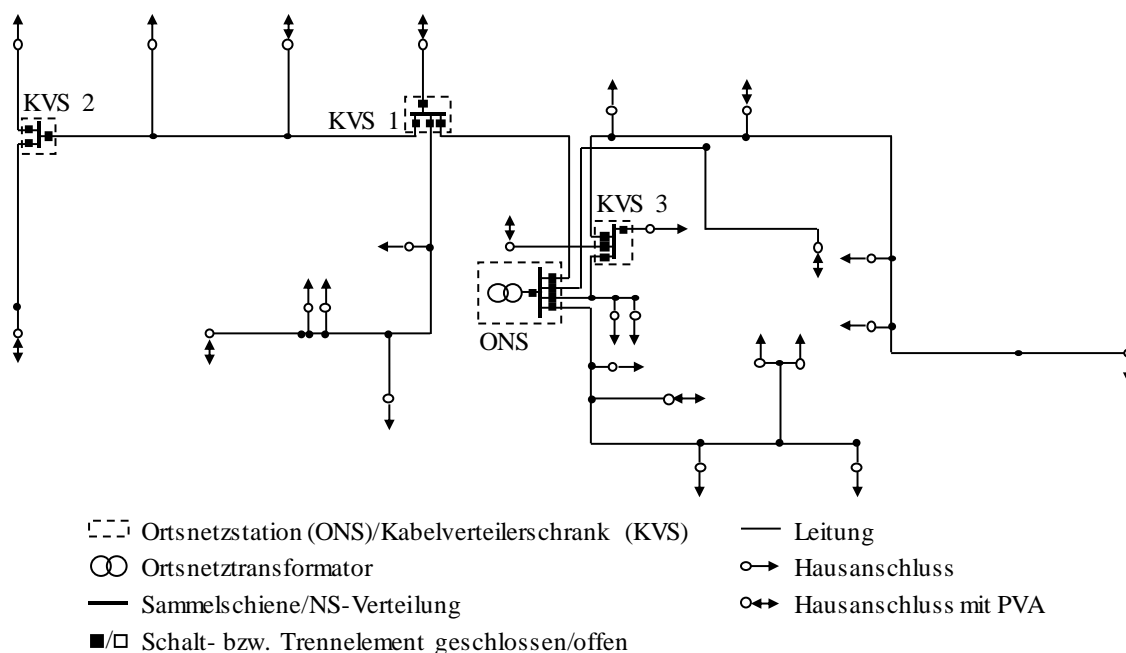 KVS 2
KVS 1
KVS 3
ONS
Ortsnetzstation (ONS)/Kabelverteilerschrank (KVS)
Leitung
Ortsnetztransformator
Hausanschluss
Sammelschiene/NS-Verteilung
Hausanschluss mit PVA
Schalt- bzw. Trennelement geschlossen/offen